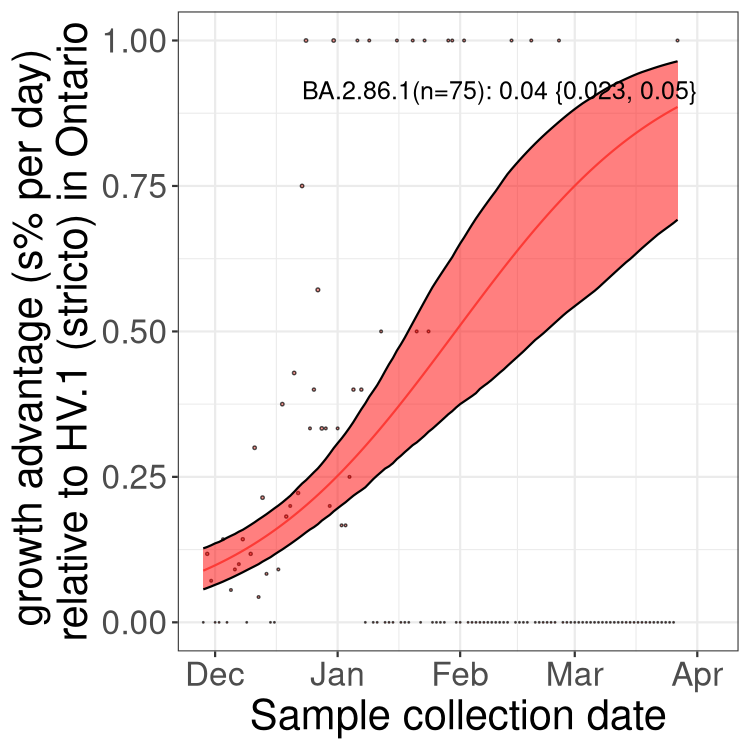 growth advantage (s% per day)
relative to HV.1 (stricto) in Ontario
1.00
0.75
0.50
0.25
0.00
BA.2.86.1(n=75): 0.04 {0.023, 0.05}
Dec Jan Feb Mar Apr
Sample collection date